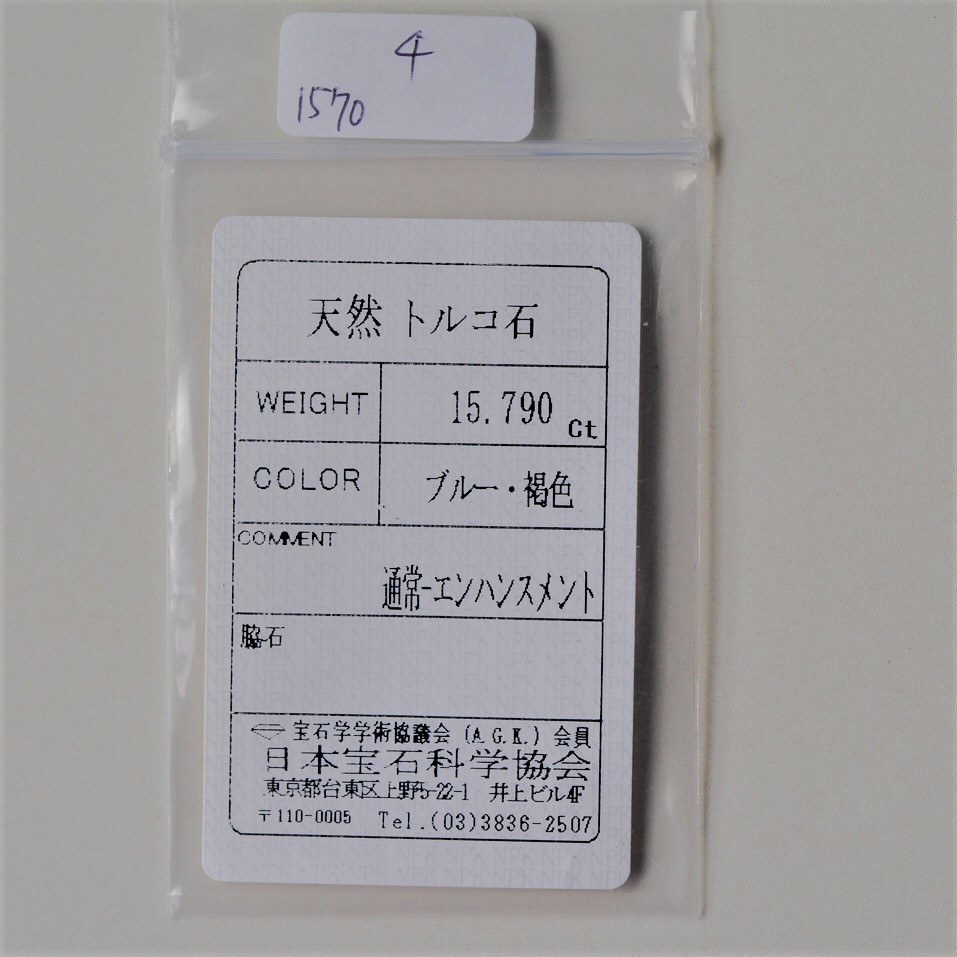 4
1570
天然 トルコ石
WEIGHT 15.790 Ct
COLOR ブルー・褐色
COMMENT
通常-エンハンスメント
脇石
宝石学学術協議会 (A.G.K.) 会員
日本宝石科学協会
東京都台東区上野5-22-1 井上ビル4F
〒110-0005 Tel.(03)3836-2507